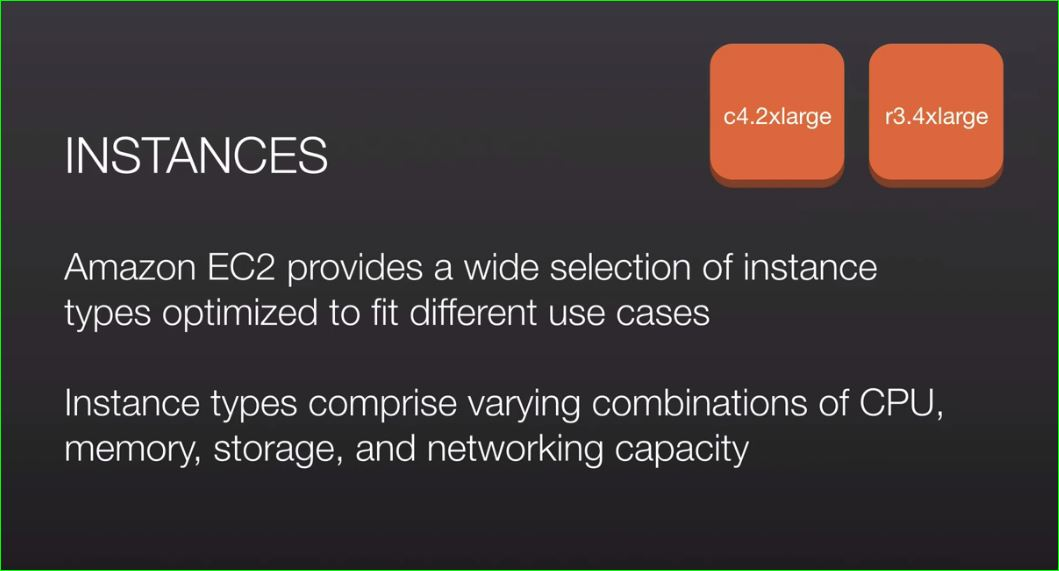 c4.2xlarge
r3.4xlarge
INSTANCES
Amazon EC2 provides a wide selection of instance
types optimized to fit different use cases
Instance types comprise varying combinations of CPU,
memory, storage, and networking capacity